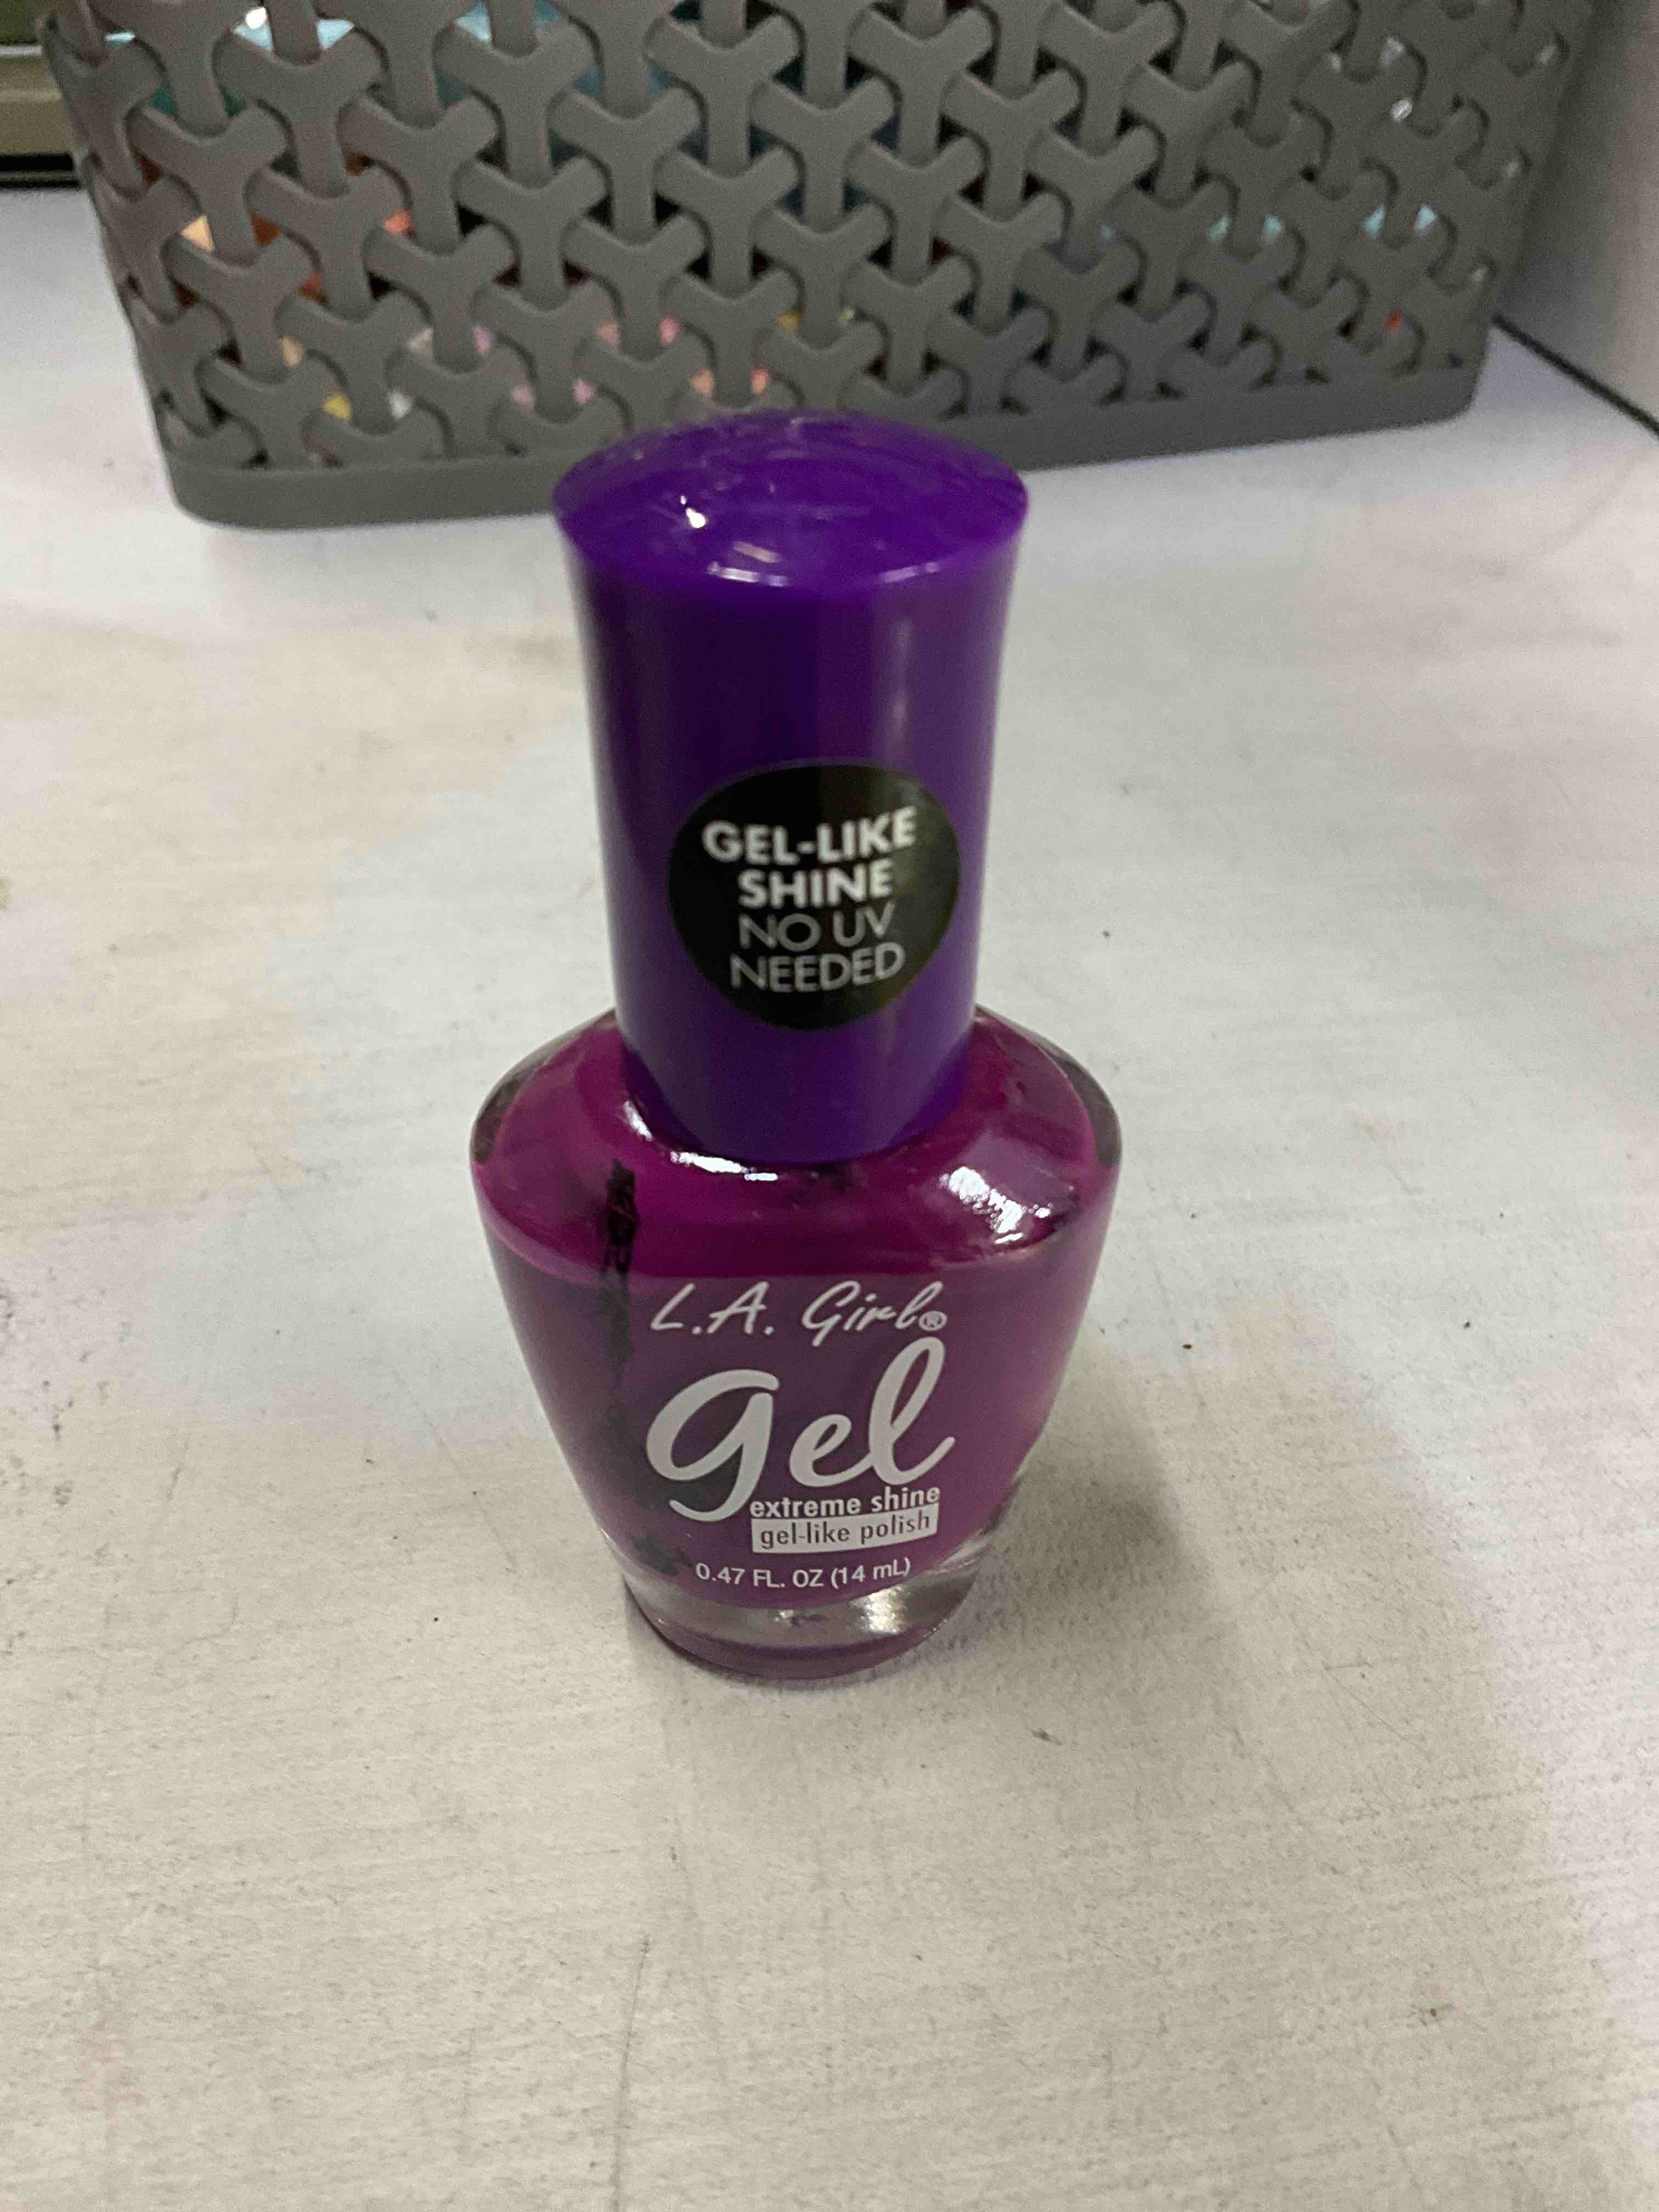 GEL-LIKE
SHINE
NO UV
NEEDED
L.A. Girl®
gel
extreme shine
gel-like polish
0.47 FL. OZ (14 mL)